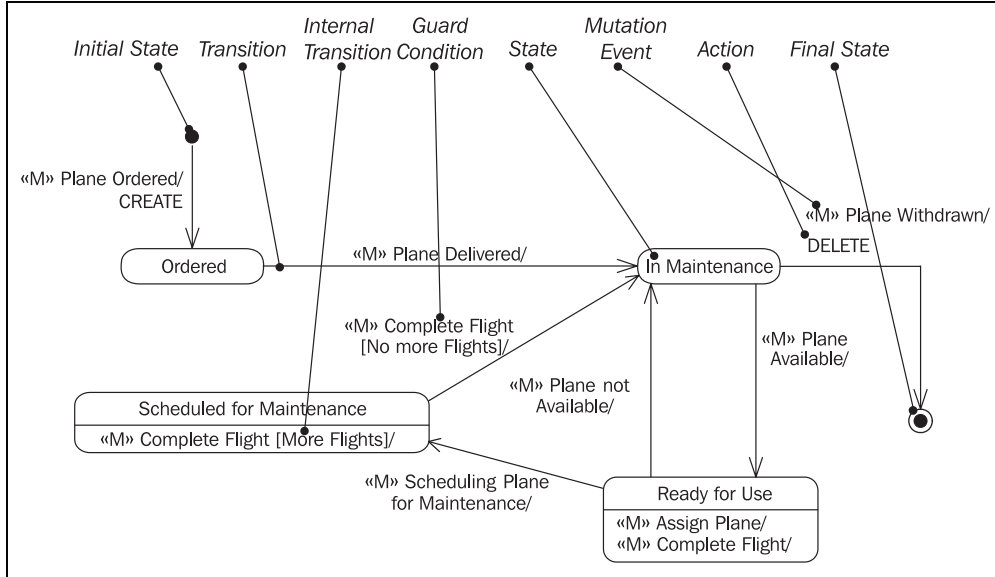 Initial State
Transition
Internal
Transition
Guard
Condition
State
Mutation
Event
Action
Final State
«M» Plane Ordered/
CREATE
«M» Plane Withdrawn/
DELETE
Ordered
«M» Plane Delivered/
In Maintenance
«M» Complete Flight
[No more Flights]/
«M» Plane
Available/
«M» Plane not
Available/
Scheduled for Maintenance
«M» Complete Flight [More Flights]/
«M» Scheduling Plane
for Maintenance/
Ready for Use
«M» Assign Plane/
«M» Complete Flight/